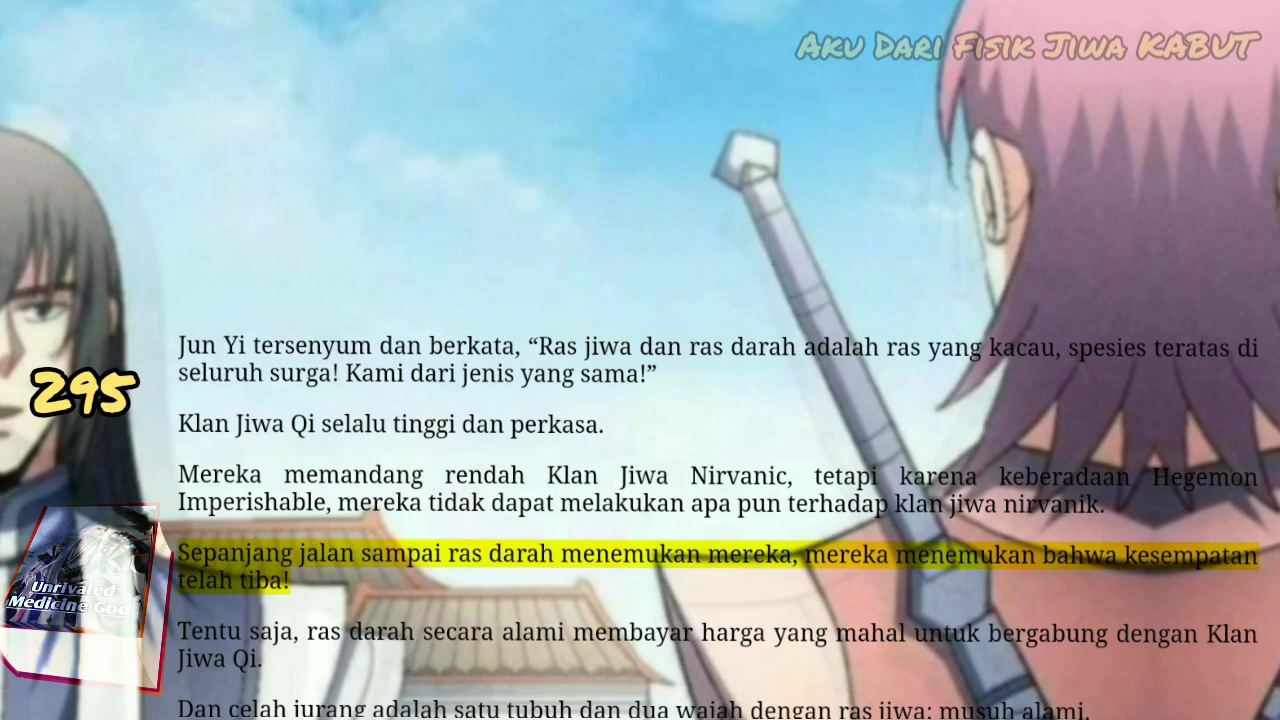 Aku Dari Fisik Jiwa KABUT
Jun Yi tersenyum dan berkata, “Ras jiwa dan ras darah adalah ras yang kacau, spesies teratas di
seluruh surga! Kami dari jenis yang sama!”
295
Klan Jiwa Qi selalu tinggi dan perkasa.
Mereka memandang rendah Klan Jiwa Nirvanic, tetapi karena keberadaan Hegemon
Imperishable, mereka tidak dapat melakukan apa pun terhadap klan jiwa nirvanik.
Sepanjang jalan sampai ras darah menemukan mereka, mereka menemukan bahwa kesempatan
telah tiba!
Unrivaled
Medicine God
Tentu saja, ras darah secara alami membayar harga yang mahal untuk bergabung dengan Klan
Jiwa Qi.
Dan celah jurang adalah satu tubuh dan dua wajah dengan ras jiwa; musuh alami.